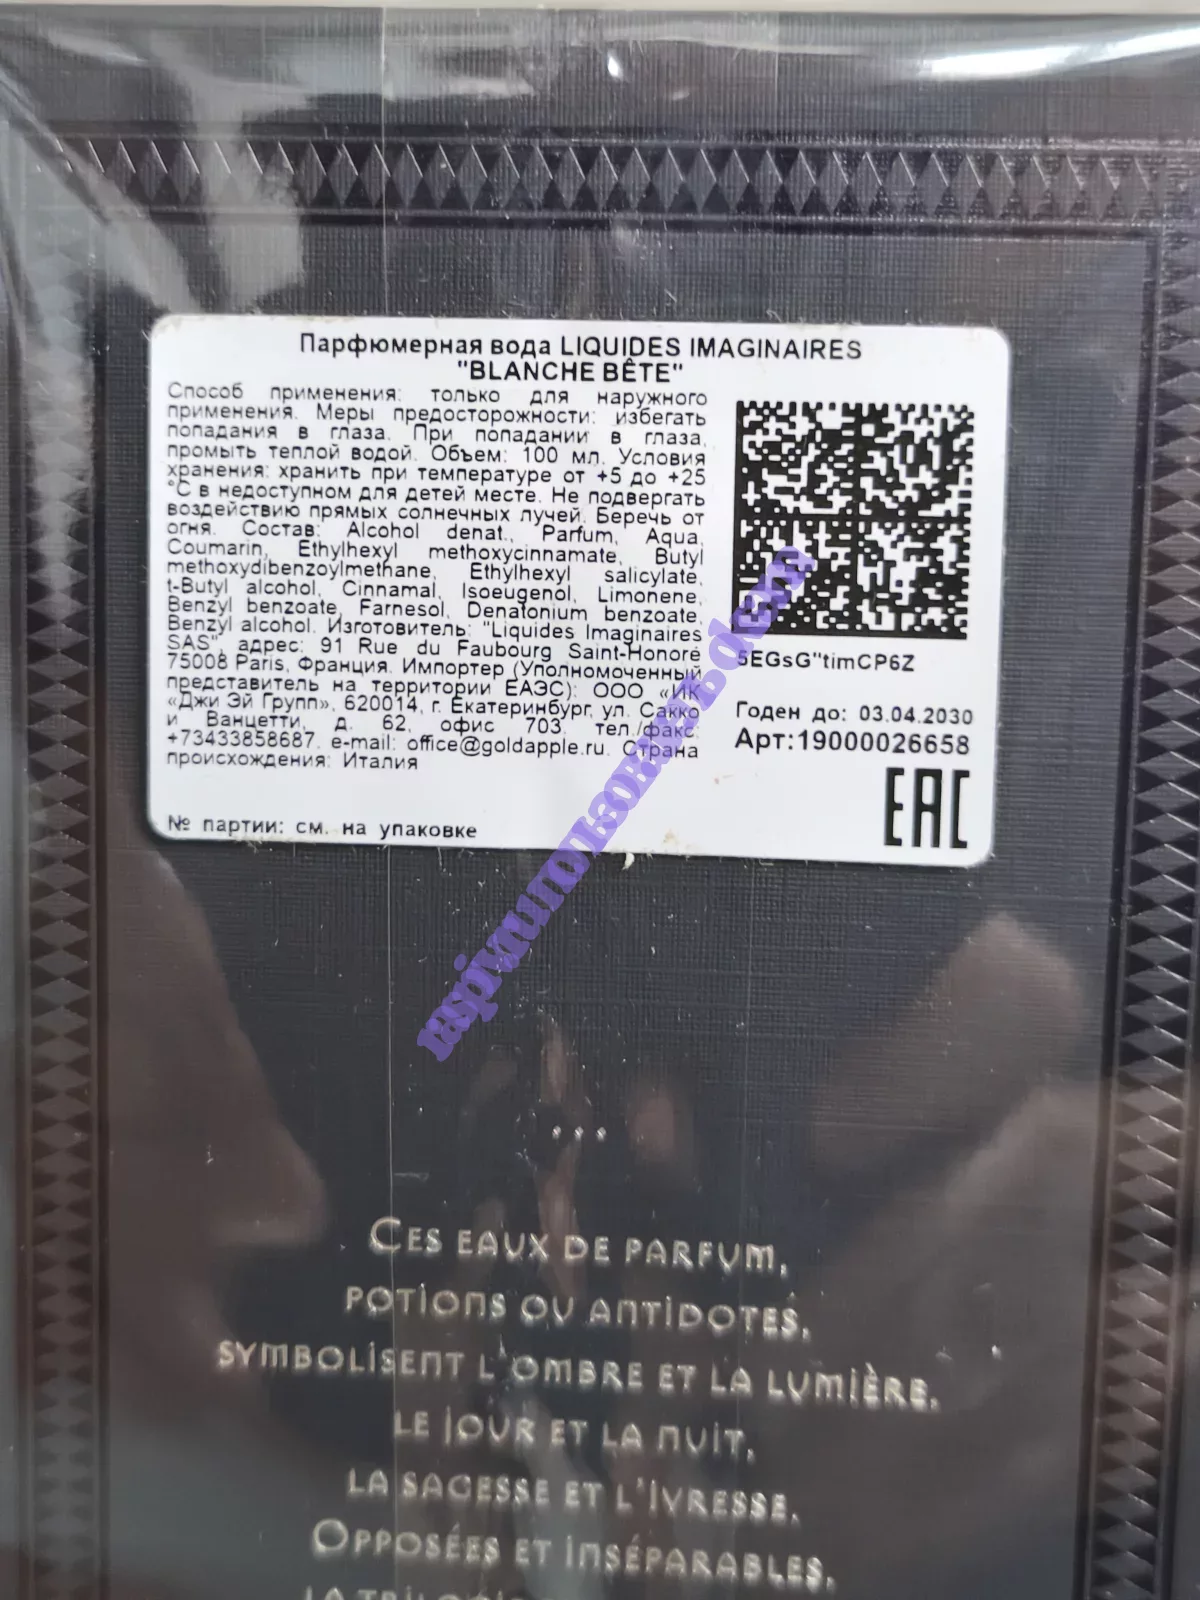 Парфюмерная вода LIQUIDES IMAGINAIRES
"BLANCHE BÊTE"
Способ применения: только для наружного
применения. Меры предосторожности: избегать
попадания в глаза. При попадании в глаза,
промыть теплой водой. Объем: 100 мл. Условия
хранения: хранить при температуре от +5 до +25
°C в недоступном для детей месте. Не подвергать
воздействию прямых солнечных лучей. Беречь от
огня. Состав: Alcohol denat., Parfum, Aqua,
Coumarin, Ethylhexyl methoxycinnamate, Butyl
methoxydibenzoylmethane, Ethylhexyl salicylate,
t-Butyl alcohol, Cinnamal, Isoeugenol, Limonene,
Benzyl benzoate, Farnesol, Denatonium benzoate,
Benzyl alcohol. Изготовитель: "Liquides Imaginaires
SAS", адрес: 91 Rue du Faubourg Saint-Honoré
75008 Paris, Франция. Импортер (Уполномоченный
представитель на территории ЕАЭС): ООО «ИК
«Джи Эй Групп», 620014, г. Екатеринбург, ул. Сакко
и Ванцетти, д. 62, офис 703. тел./факс:
+73433858687. e-mail: office@goldapple.ru. Страна
происхождения: Италия
№ партии: см. на упаковке
5EGsG"timCP6Z
Годен до: 03.04.2030
Арт:19000026658
EAC
...
CES EAUX DE PARFUM,
POTIONS OU ANTIDOTES,
SYMBOLISENT L'OMBRE ET LA LUMIÈRE,
LE JOUR ET LA NUIT,
LA SAGESSE ET L'IVRESSE.
OPPOSÉES ET INSÉPARABLES,